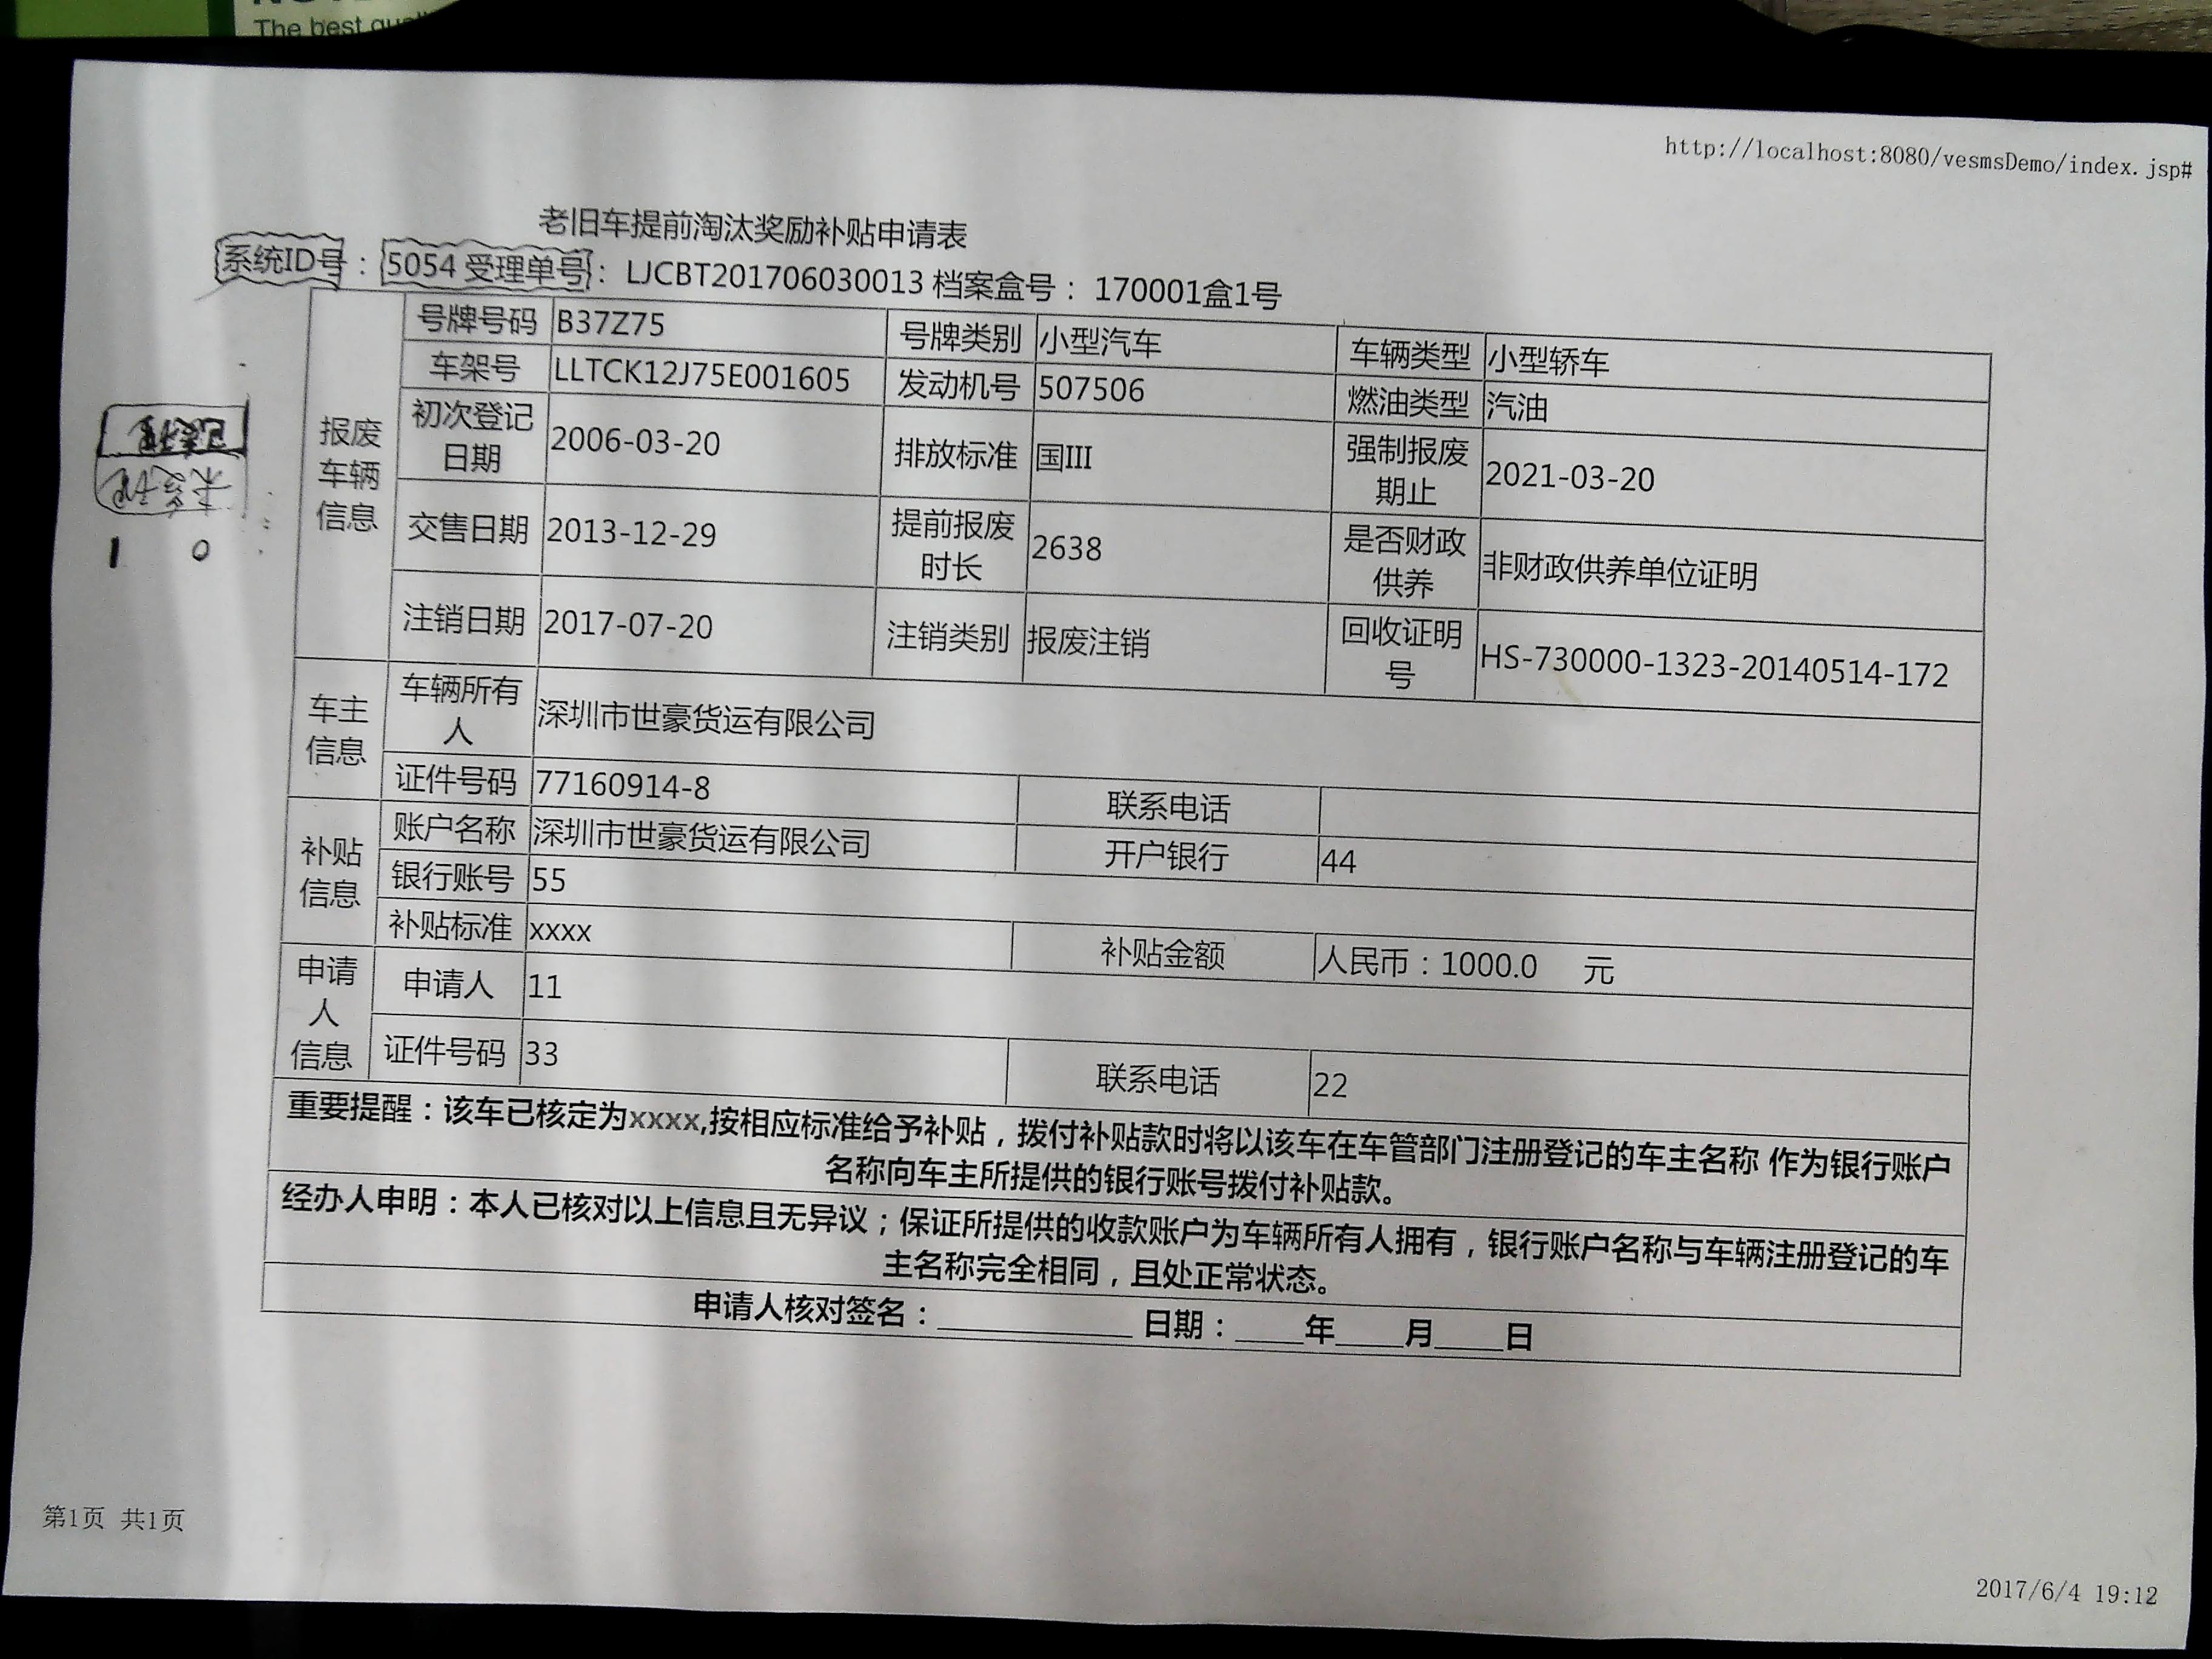 The best
http://localhost:8080/vesmsDemo/index.jsp#
老旧车提前淘汰奖励补贴申请表
系统ID号：5054 受理单号：LJCBT201706030013 档案盒号：170001盒1号
报废车辆信息
号牌号码 B37Z75 号牌类别 小型汽车 车辆类型 小型轿车
车架号 LLTCK12J75E001605 发动机号 507506 燃油类型 汽油
初次登记日期 2006-03-20 排放标准 国III 强制报废期止 2021-03-20
交售日期 2013-12-29 提前报废时长 2638 是否财政供养 非财政供养单位证明
注销日期 2017-07-20 注销类别 报废注销 回收证明号 HS-730000-1323-20140514-172
车主信息
车辆所有人 深圳市世豪货运有限公司
证件号码 77160914-8 联系电话
补贴信息
账户名称 深圳市世豪货运有限公司 开户银行 44
银行账号 55
补贴标准 xxxx 补贴金额 人民币：1000.0 元
申请人信息
申请人 11
证件号码 33 联系电话 22
重要提醒：该车已核定为xxxx,按相应标准给予补贴，拨付补贴款时将以该车在车管部门注册登记的车主名称 作为银行账户
名称向车主所提供的银行账号拨付补贴款。
经办人申明：本人已核对以上信息且无异议；保证所提供的收款账户为车辆所有人拥有，银行账户名称与车辆注册登记的车
主名称完全相同，且处正常状态。
申请人核对签名：____________ 日期：____年____月____日
1 0
第1页 共1页
2017/6/4 19:12